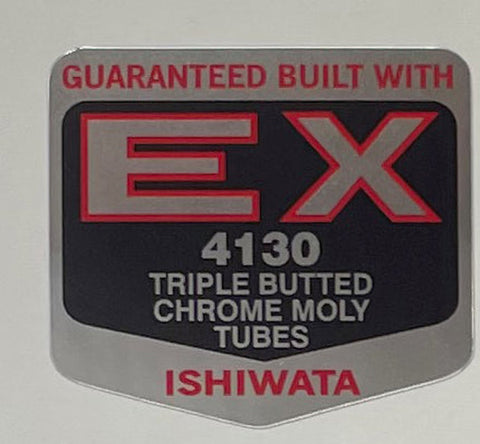 GUARANTEED BUILT WITH
EX
4130
TRIPLE BUTTED
CHROME MOLY
TUBES
ISHIWATA